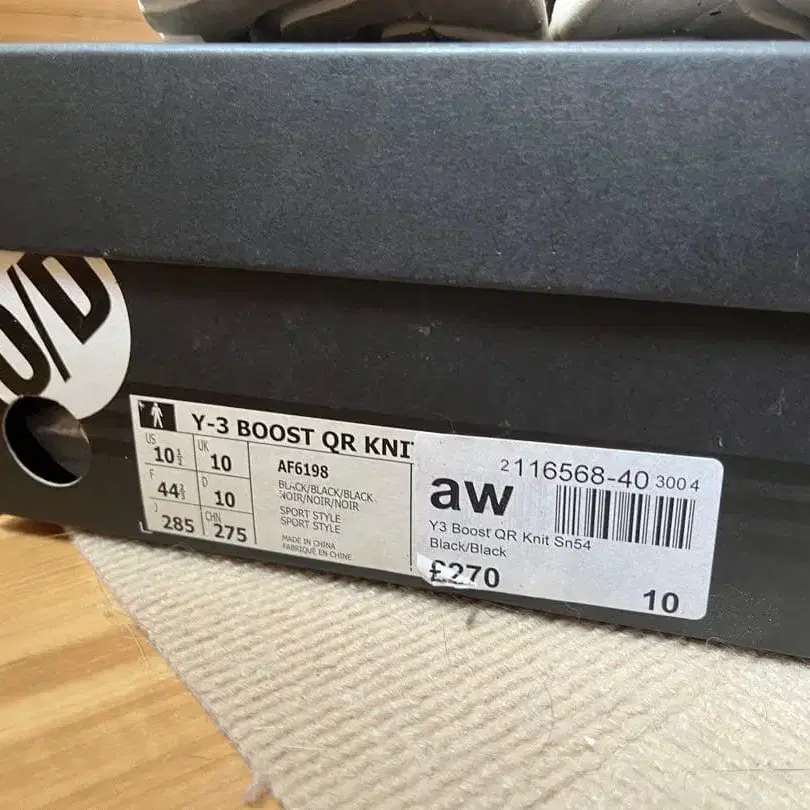 O/D
Y-3 BOOST QR KNI
US
10½
UK
10
F
44⅔
D
10
J
285
CHN
275
AF6198
BLACK/BLACK/BLACK
NOIR/NOIR/NOIR
SPORT STYLE
SPORT STYLE
MADE IN CHINA
FABRIQUÉ EN CHINE
2116568-40 3004
aw
Y3 Boost QR Knit Sn54
Black/Black
£270
10